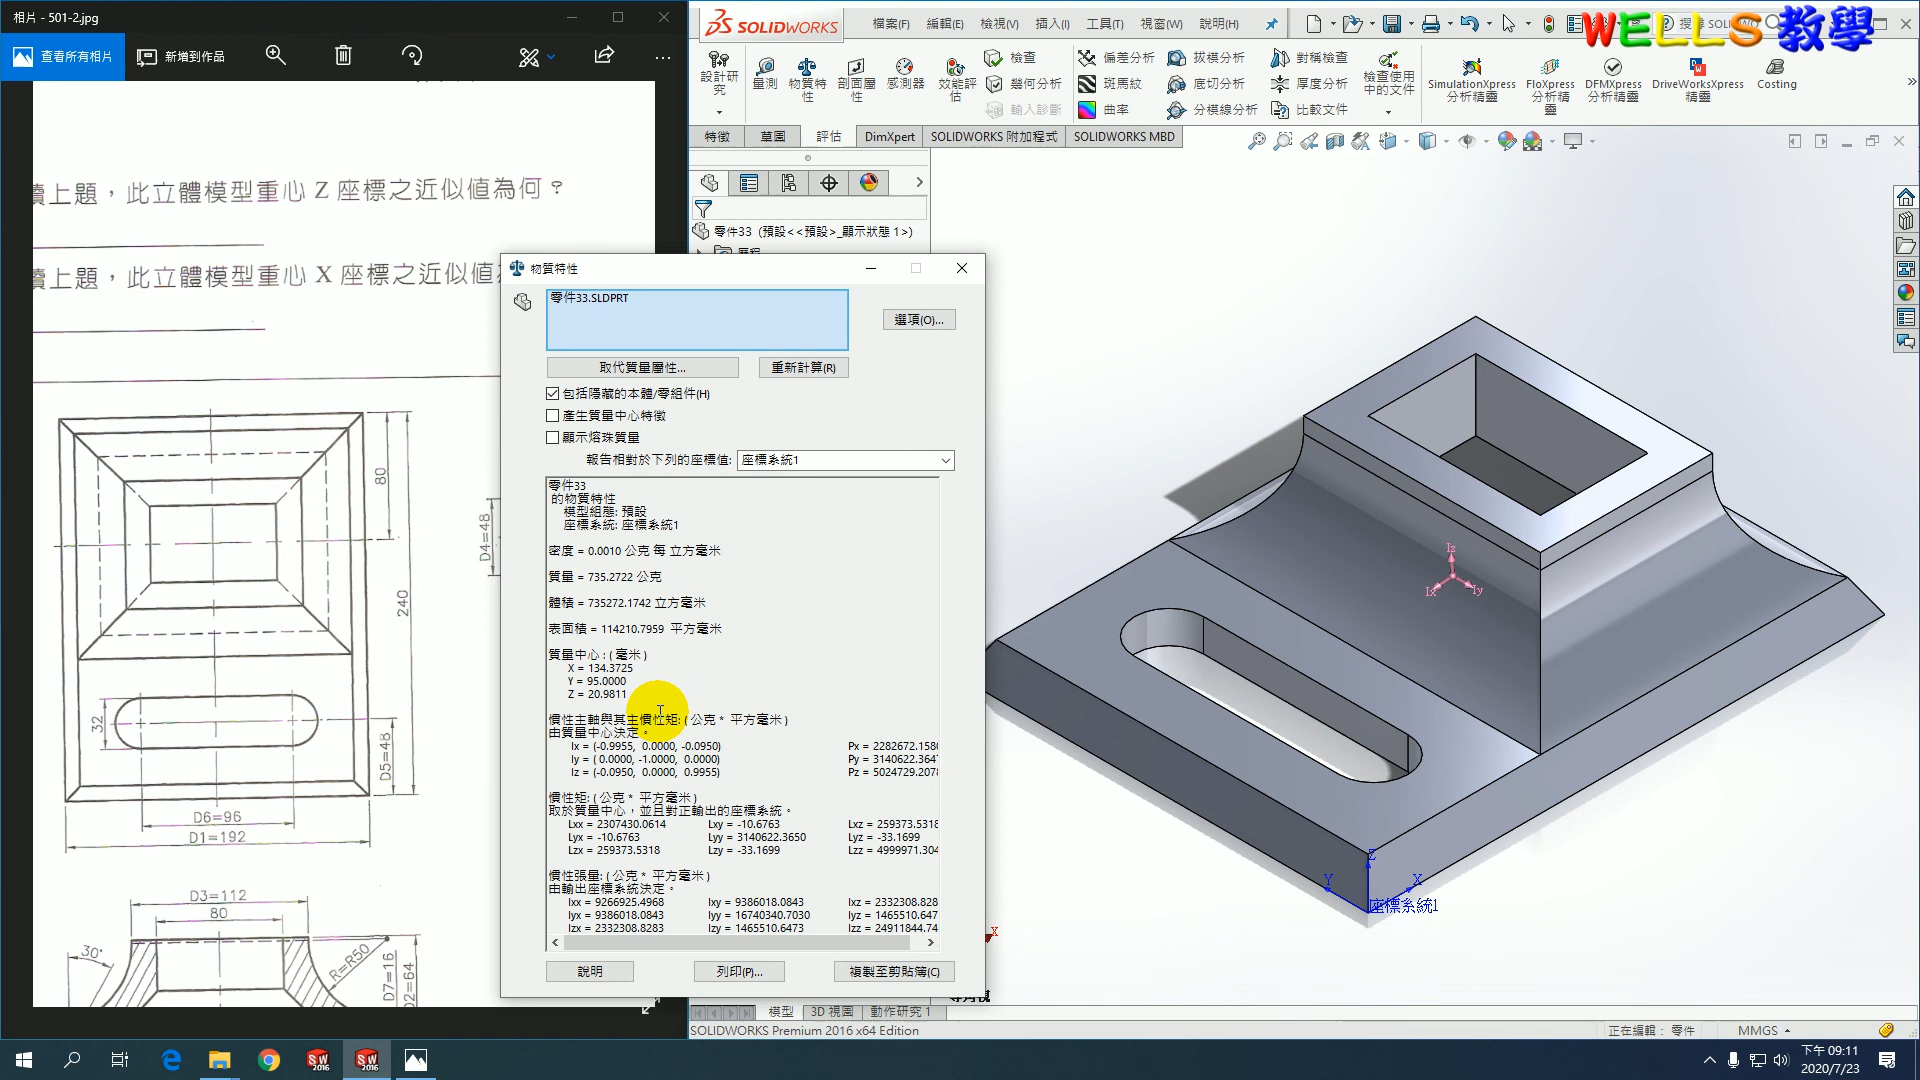 相片 - 501-2.jpg
查看所有相片
新增到作品
續上題，此立體模型重心 Z 座標之近似值為何？
續上題，此立體模型重心 X 座標之近似值
80
240
D4=48
32
D5=48
D6=96
D1=192
D3=112
80
30°
R=R50
D7=16
D2=64
SOLIDWORKS
檔案(F)
編輯(E)
檢視(V)
插入(I)
工具(T)
視窗(W)
說明(H)
WELLS教學
設計研究
量測
物質特性
剖面屬性
感測器
效能評估
檢查
幾何分析
輸入診斷
偏差分析
斑馬紋
曲率
拔模分析
底切分析
分模線分析
對稱檢查
厚度分析
比較文件
檢查使用中的文件
SimulationXpress 分析精靈
FloXpress 分析精靈
DFMXpress 分析精靈
DriveWorksXpress 精靈
Costing
特徵
草圖
評估
DimXpert
SOLIDWORKS 附加程式
SOLIDWORKS MBD
零件33 (預設<<預設>_顯示狀態 1>)
物質特性
零件33.SLDPRT
選項(O)...
取代質量屬性...
重新計算(R)
包括隱藏的本體/零組件(H)
產生質量中心特徵
顯示熔珠質量
報告相對於下列的座標值:
座標系統1
零件33
的物質特性
模型組態: 預設
座標系統: 座標系統1
密度 = 0.0010 公克 每 立方毫米
質量 = 735.2722 公克
體積 = 735272.1742 立方毫米
表面積 = 114210.7959 平方毫米
質量中心 : ( 毫米 )
X = 134.3725
Y = 95.0000
Z = 20.9811
慣性主軸與其主慣性矩: ( 公克 * 平方毫米 )
由質量中心決定。
Ix = (-0.9955, 0.0000, -0.0950) Px = 2282672.158
Iy = ( 0.0000, -1.0000, 0.0000) Py = 3140622.364
Iz = (-0.0950, 0.0000, 0.9955) Pz = 5024729.207
慣性矩: ( 公克 * 平方毫米 )
取於質量中心，並且對正輸出的座標系統。
Lxx = 2307430.0614 Lxy = -10.6763 Lxz = 259373.5318
Lyx = -10.6763 Lyy = 3140622.3650 Lyz = -33.1699
Lzx = 259373.5318 Lzy = -33.1699 Lzz = 4999971.304
慣性張量: ( 公克 * 平方毫米 )
由輸出座標系統決定。
Ixx = 9266925.4968 Ixy = 9386018.0843 Ixz = 2332308.828
Iyx = 9386018.0843 Iyy = 16740340.7030 Iyz = 1465510.647
Izx = 2332308.8283 Izy = 1465510.6473 Izz = 24911844.74
說明
列印(P)...
複製至剪貼簿(C)
Iz
Ix
Iy
Z
Y
X
座標系統1
X
模型
3D 視圖
動作研究 1
SOLIDWORKS Premium 2016 x64 Edition
正在編輯： 零件
MMGS
下午 09:11
2020/7/23